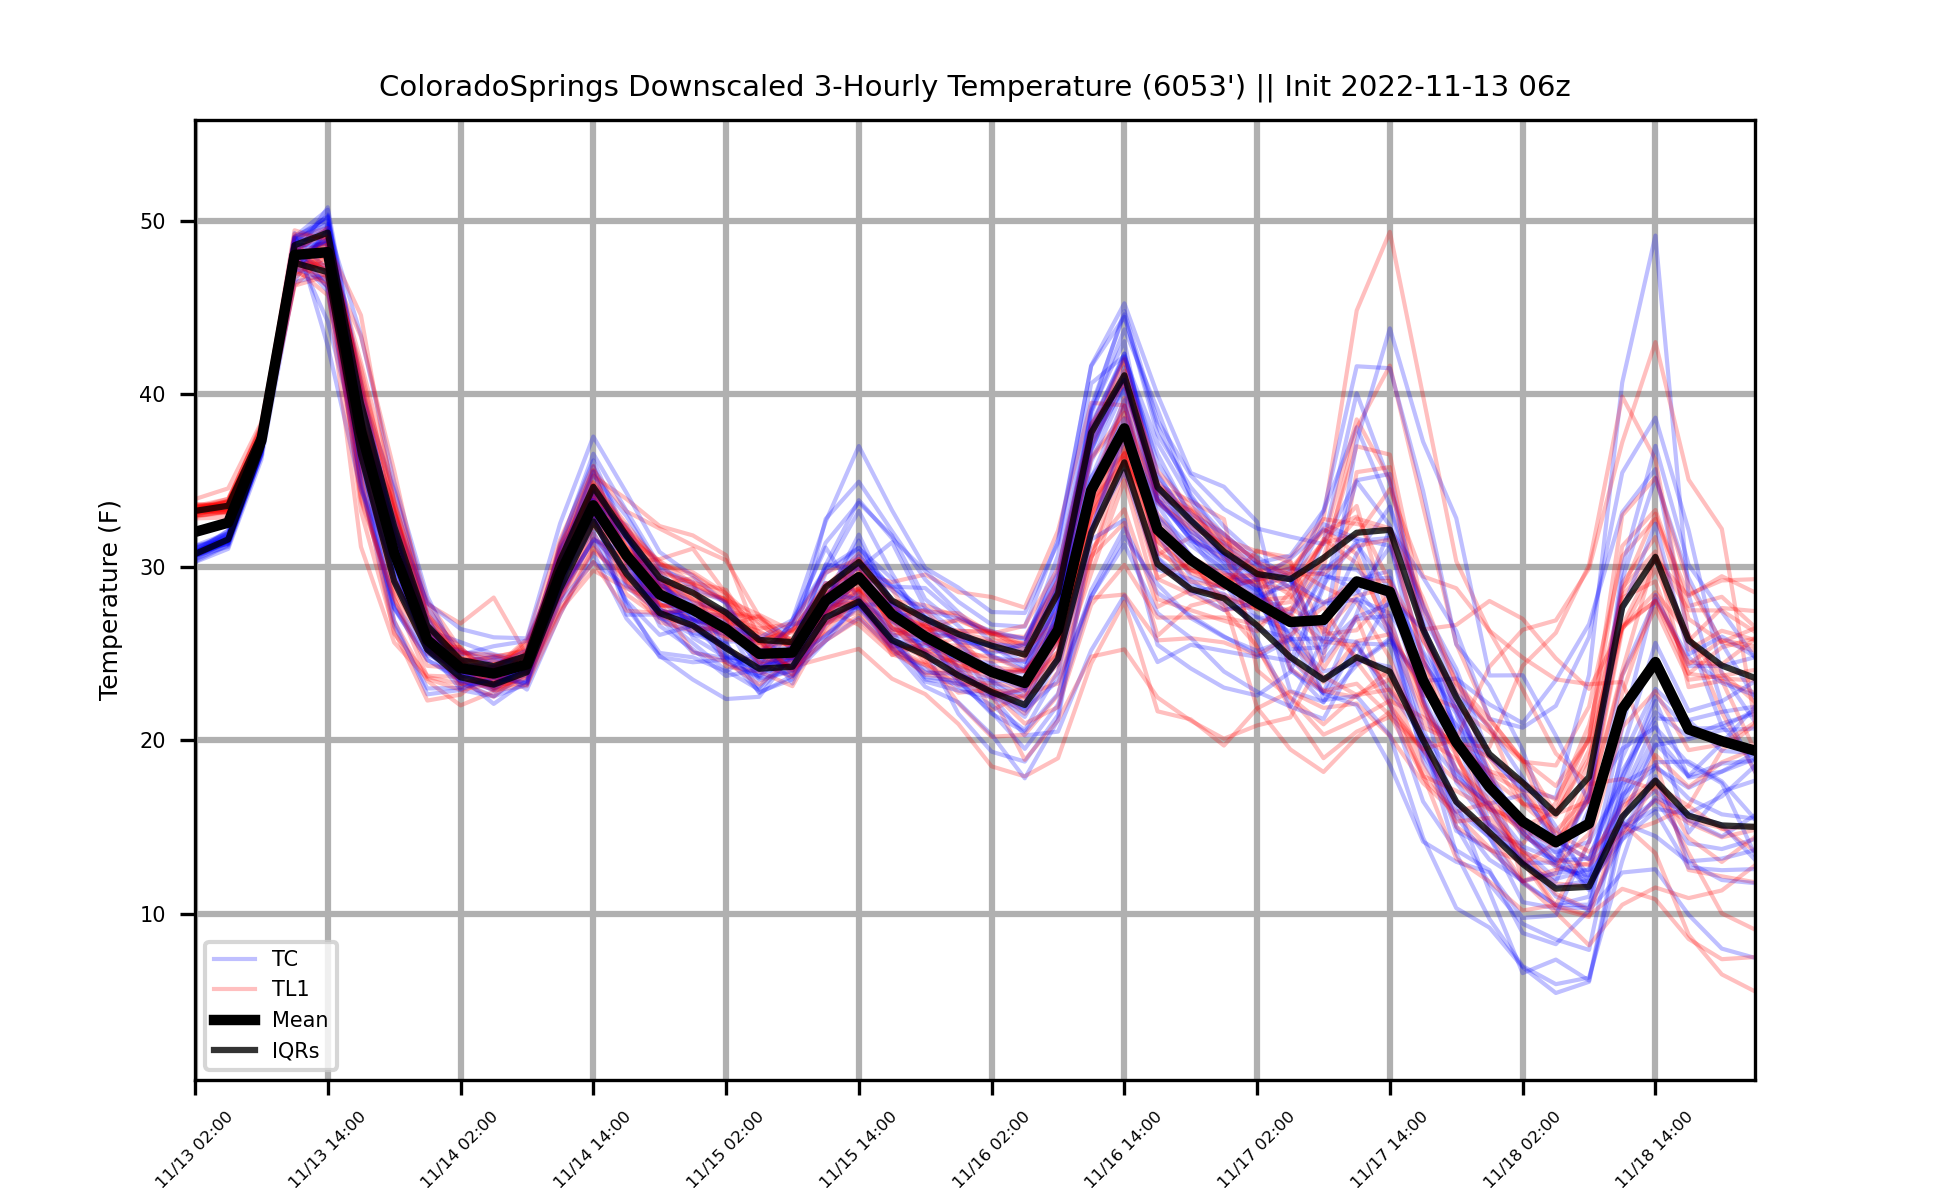 ColoradoSprings Downscaled 3-Hourly Temperature (6053') || Init 2022-11-13 06z
Temperature (F)
50
40
30
20
10
TC
TL1
Mean
IQRs
11/13 02:00
11/13 14:00
11/14 02:00
11/14 14:00
11/15 02:00
11/15 14:00
11/16 02:00
11/16 14:00
11/17 02:00
11/17 14:00
11/18 02:00
11/18 14:00